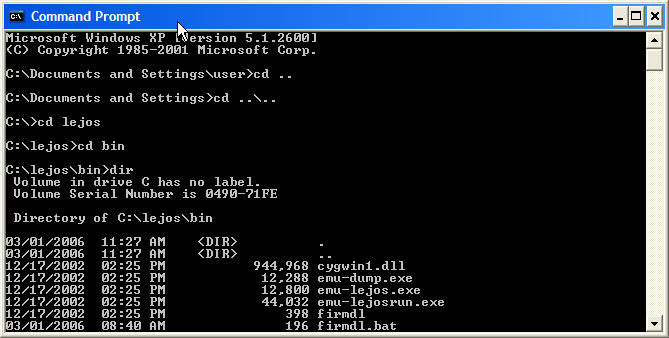 Command Prompt
Microsoft Windows XP [Version 5.1.2600]
(C) Copyright 1985-2001 Microsoft Corp.
C:\Documents and Settings\user>cd ..
C:\Documents and Settings>cd ..\..
C:\>cd lejos
C:\lejos>cd bin
C:\lejos\bin>dir
Volume in drive C has no label.
Volume Serial Number is 0490-71FE
Directory of C:\lejos\bin
03/01/2006  11:27 AM    <DIR>          .
03/01/2006  11:27 AM    <DIR>          ..
12/17/2002  02:25 PM           944,968 cygwin1.dll
12/17/2002  02:25 PM            12,288 emu-dump.exe
12/17/2002  02:25 PM            12,800 emu-lejos.exe
12/17/2002  02:25 PM            44,032 emu-lejosrun.exe
12/17/2002  02:25 PM               398 firmdl
03/01/2006  08:40 AM               196 firmdl.bat